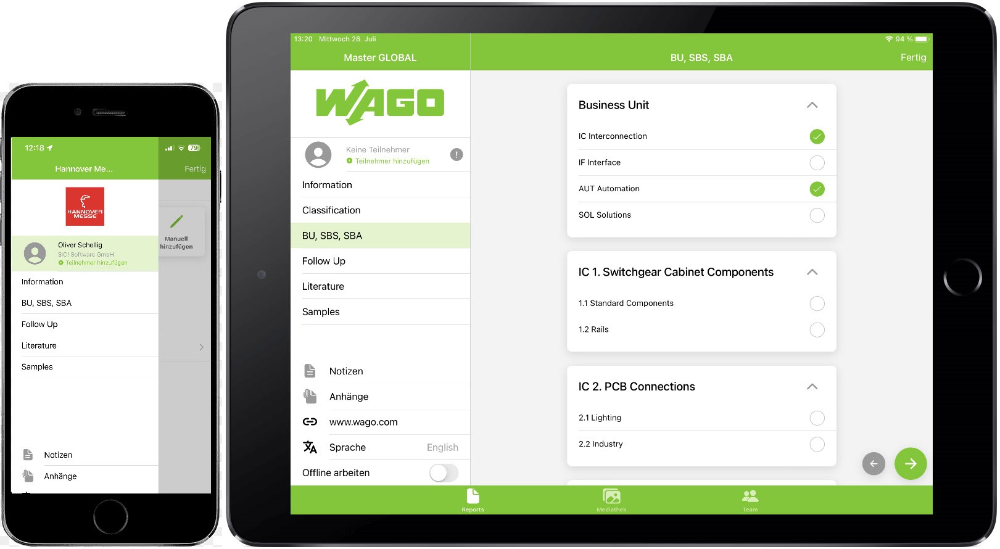 12:18
79
Hannover Me...
Fertig
HANNOVER
MESSE
Oliver Schellig
SIC! Software GmbH
Teilnehmer hinzufügen
Manuell
hinzufügen
Information
BU, SBS, SBA
Follow Up
Literature
Samples
Notizen
Anhänge
13:20 Mittwoch 26. Juli
94 %
Master GLOBAL
BU, SBS, SBA
Fertig
WAGO
Keine Teilnehmer
Teilnehmer hinzufügen
Information
Classification
BU, SBS, SBA
Follow Up
Literature
Samples
Notizen
Anhänge
www.wago.com
Sprache English
Offline arbeiten
Business Unit
IC Interconnection
IF Interface
AUT Automation
SOL Solutions
IC 1. Switchgear Cabinet Components
1.1 Standard Components
1.2 Rails
IC 2. PCB Connections
2.1 Lighting
2.2 Industry
Reports
Mediathek
Team